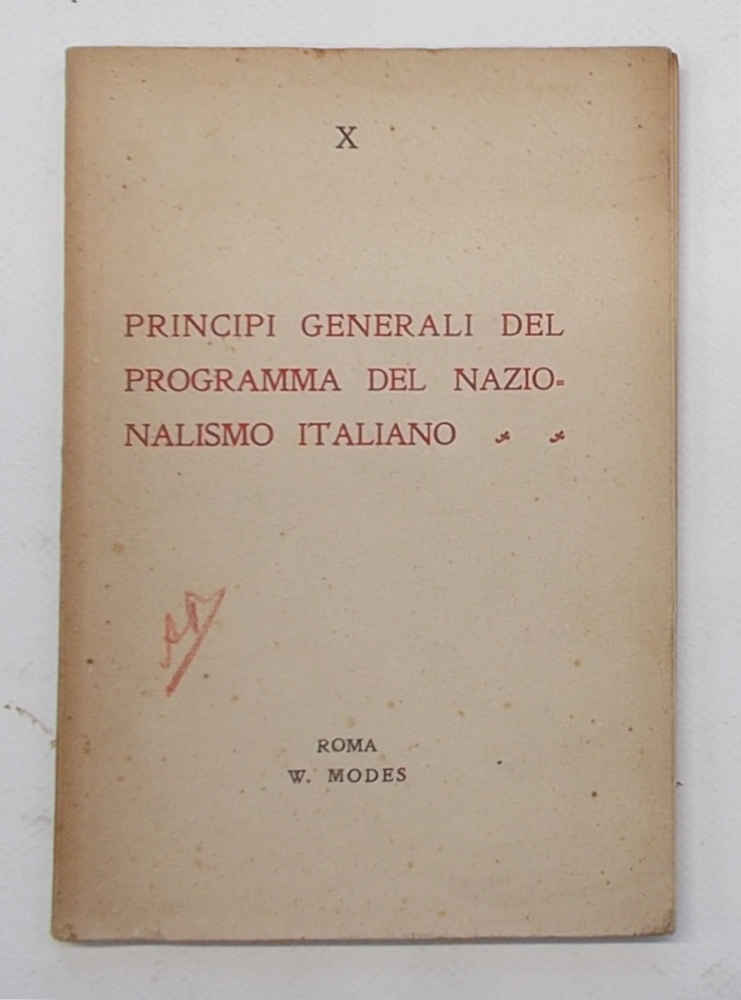 X
PRINCIPI GENERALI DEL
PROGRAMMA DEL NAZIO=
NALISMO ITALIANO
ROMA
W. MODES